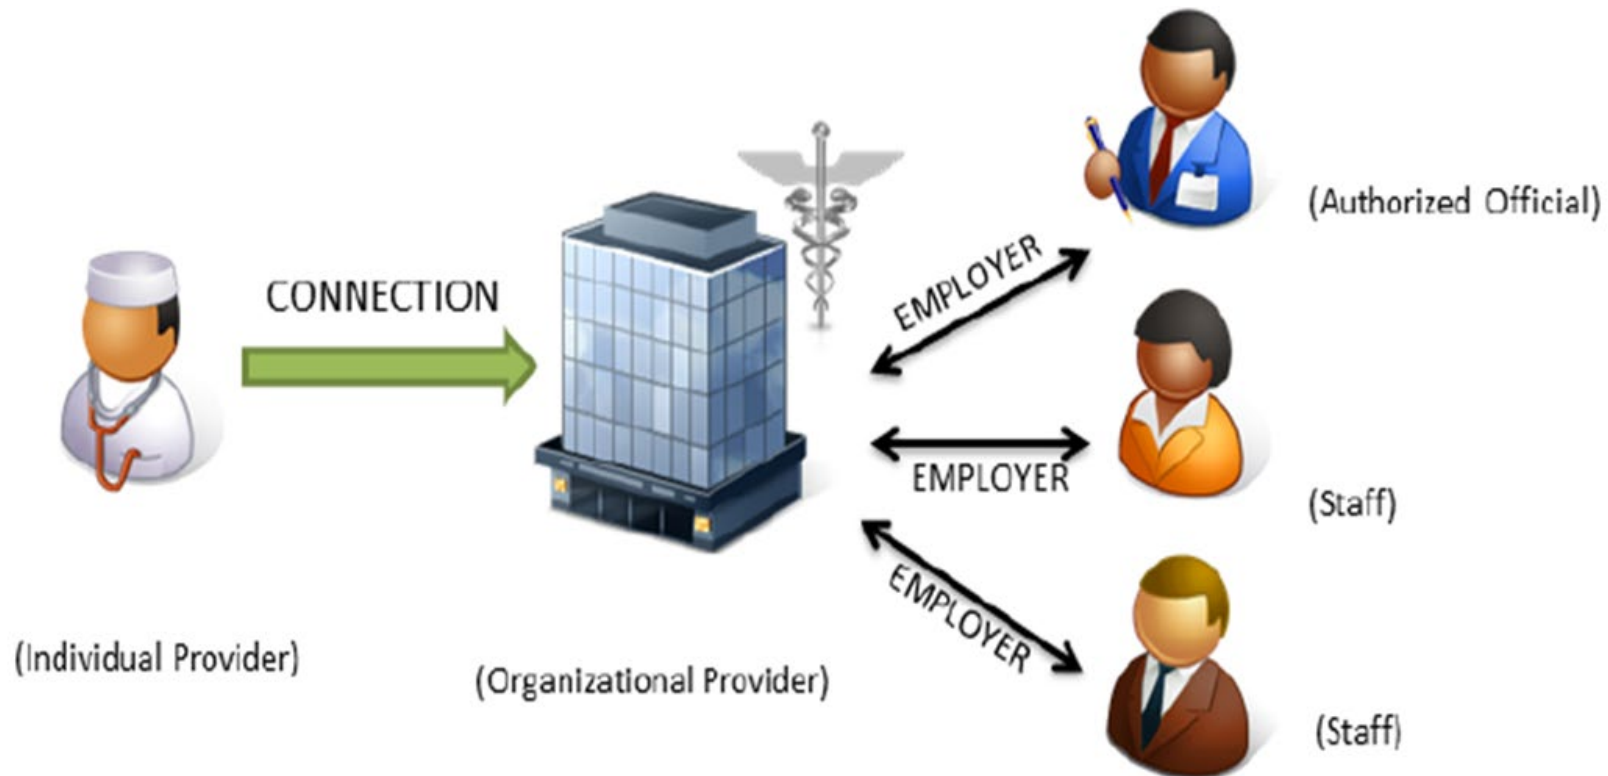 (Authorized Official)
EMPLOYER
CONNECTION
EMPLOYER
(Staff)
EMPLOYER
(Individual Provider)
(Organizational Provider)
(Staff)